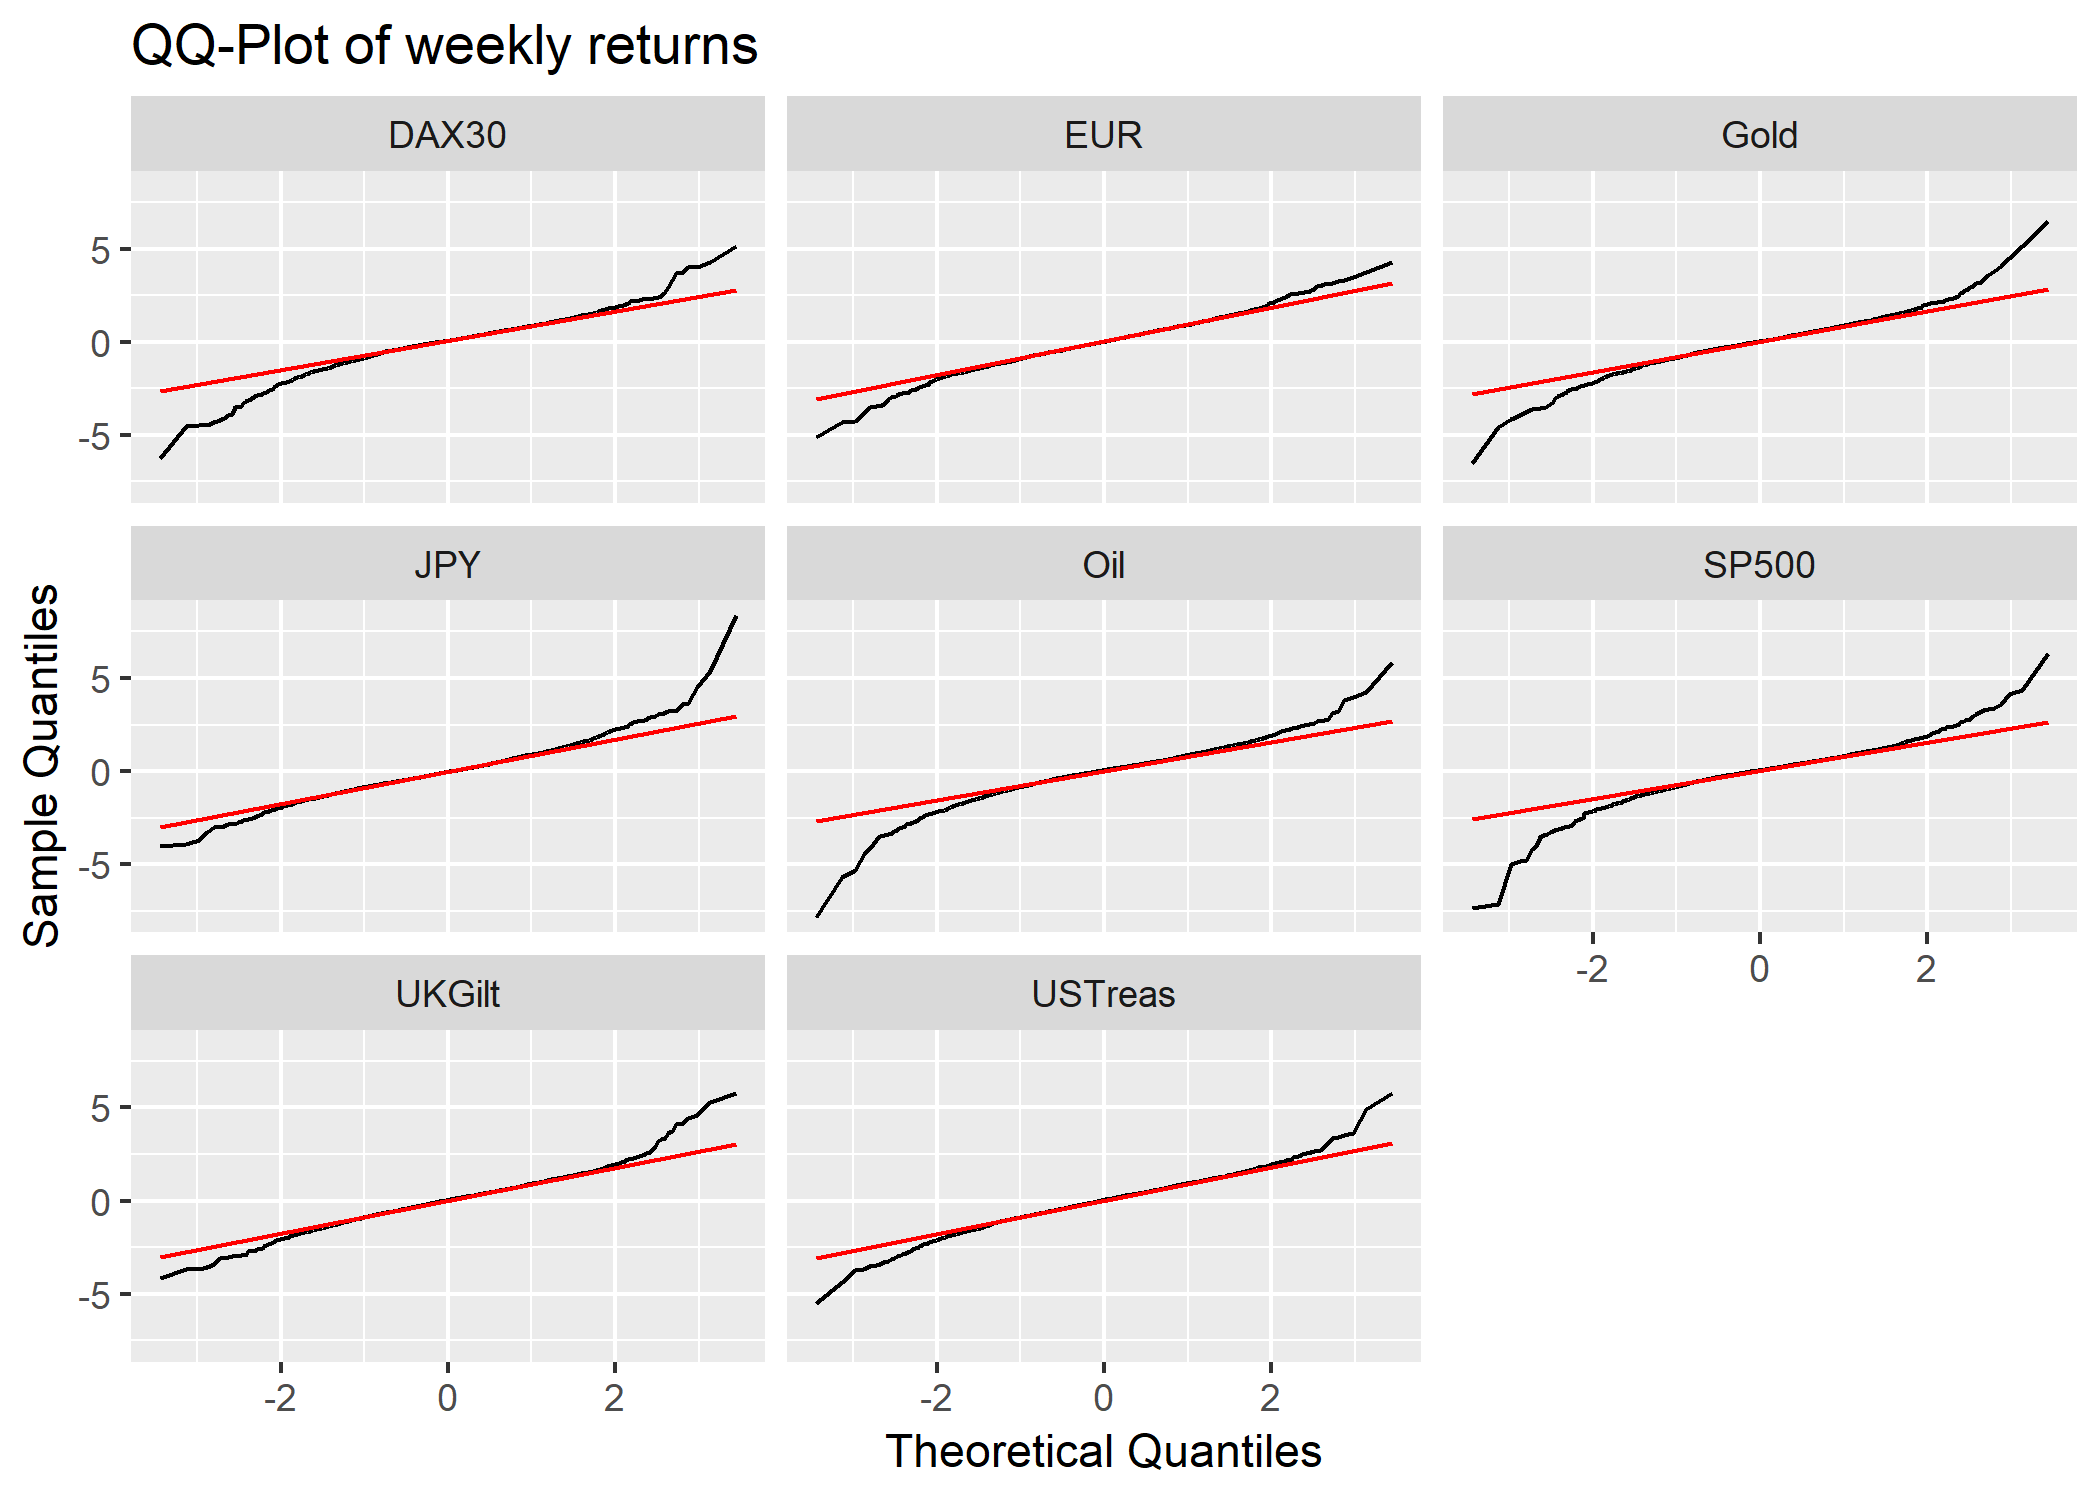 QQ-Plot of weekly returns
DAX30
EUR
Gold
5
0
-5
JPY
Oil
SP500
5
0
-5
-2
0
2
UKGilt
USTreas
5
0
-5
-2
0
2
-2
0
2
Sample Quantiles
Theoretical Quantiles